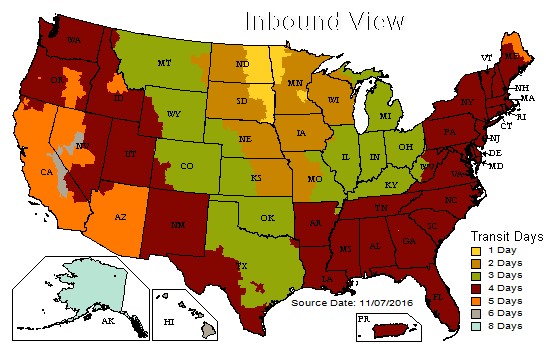 Inbound View
WA
MT
ND
MN
ME
VT
OR
ID
SD
WI
NH
MA
NY
WY
MI
RI
CT
IA
PA
NE
NJ
NV
OH
IL
IN
DE
UT
MD
CO
WV
CA
VA
KS
MO
KY
NC
TN
OK
AZ
NM
AR
SC
Transit Days
MS
AL
GA
1 Day
TX
2 Days
LA
3 Days
FL
4 Days
Source Date: 11/07/2016
5 Days
6 Days
8 Days
AK
HI
PR